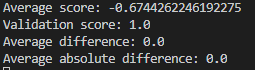 Average score: -0.6744262246192275
Validation score: 1.0
Average difference: 0.0
Average absolute difference: 0.0